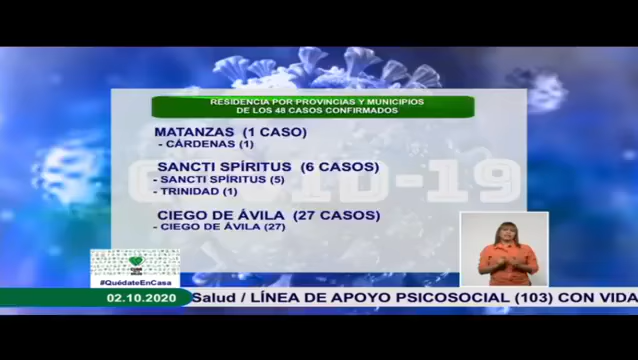 RESIDENCIA POR PROVINCIAS Y MUNICIPIOS
DE LOS 48 CASOS CONFIRMADOS
MATANZAS (1 CASO)
- CÁRDENAS (1)
SANCTI SPÍRITUS (6 CASOS)
- SANCTI SPÍRITUS (5)
- TRINIDAD (1)
CIEGO DE ÁVILA (27 CASOS)
- CIEGO DE ÁVILA (27)
#QuédateEnCasa
02.10.2020
Salud / LÍNEA DE APOYO PSICOSOCIAL (103) CON VIDA